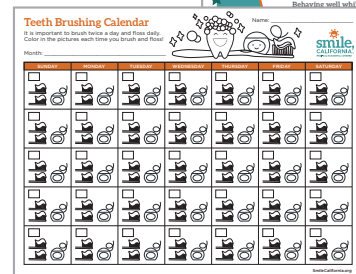 Behaving well whi
Teeth Brushing Calendar
Name:
It is important to brush twice a day and floss daily.
Color in the pictures each time you brush and floss!
Month:
smile,
CALIFORNIA
SUNDAY MONDAY TUESDAY WEDNESDAY THURSDAY FRIDAY SATURDAY
SmileCalifornia.org